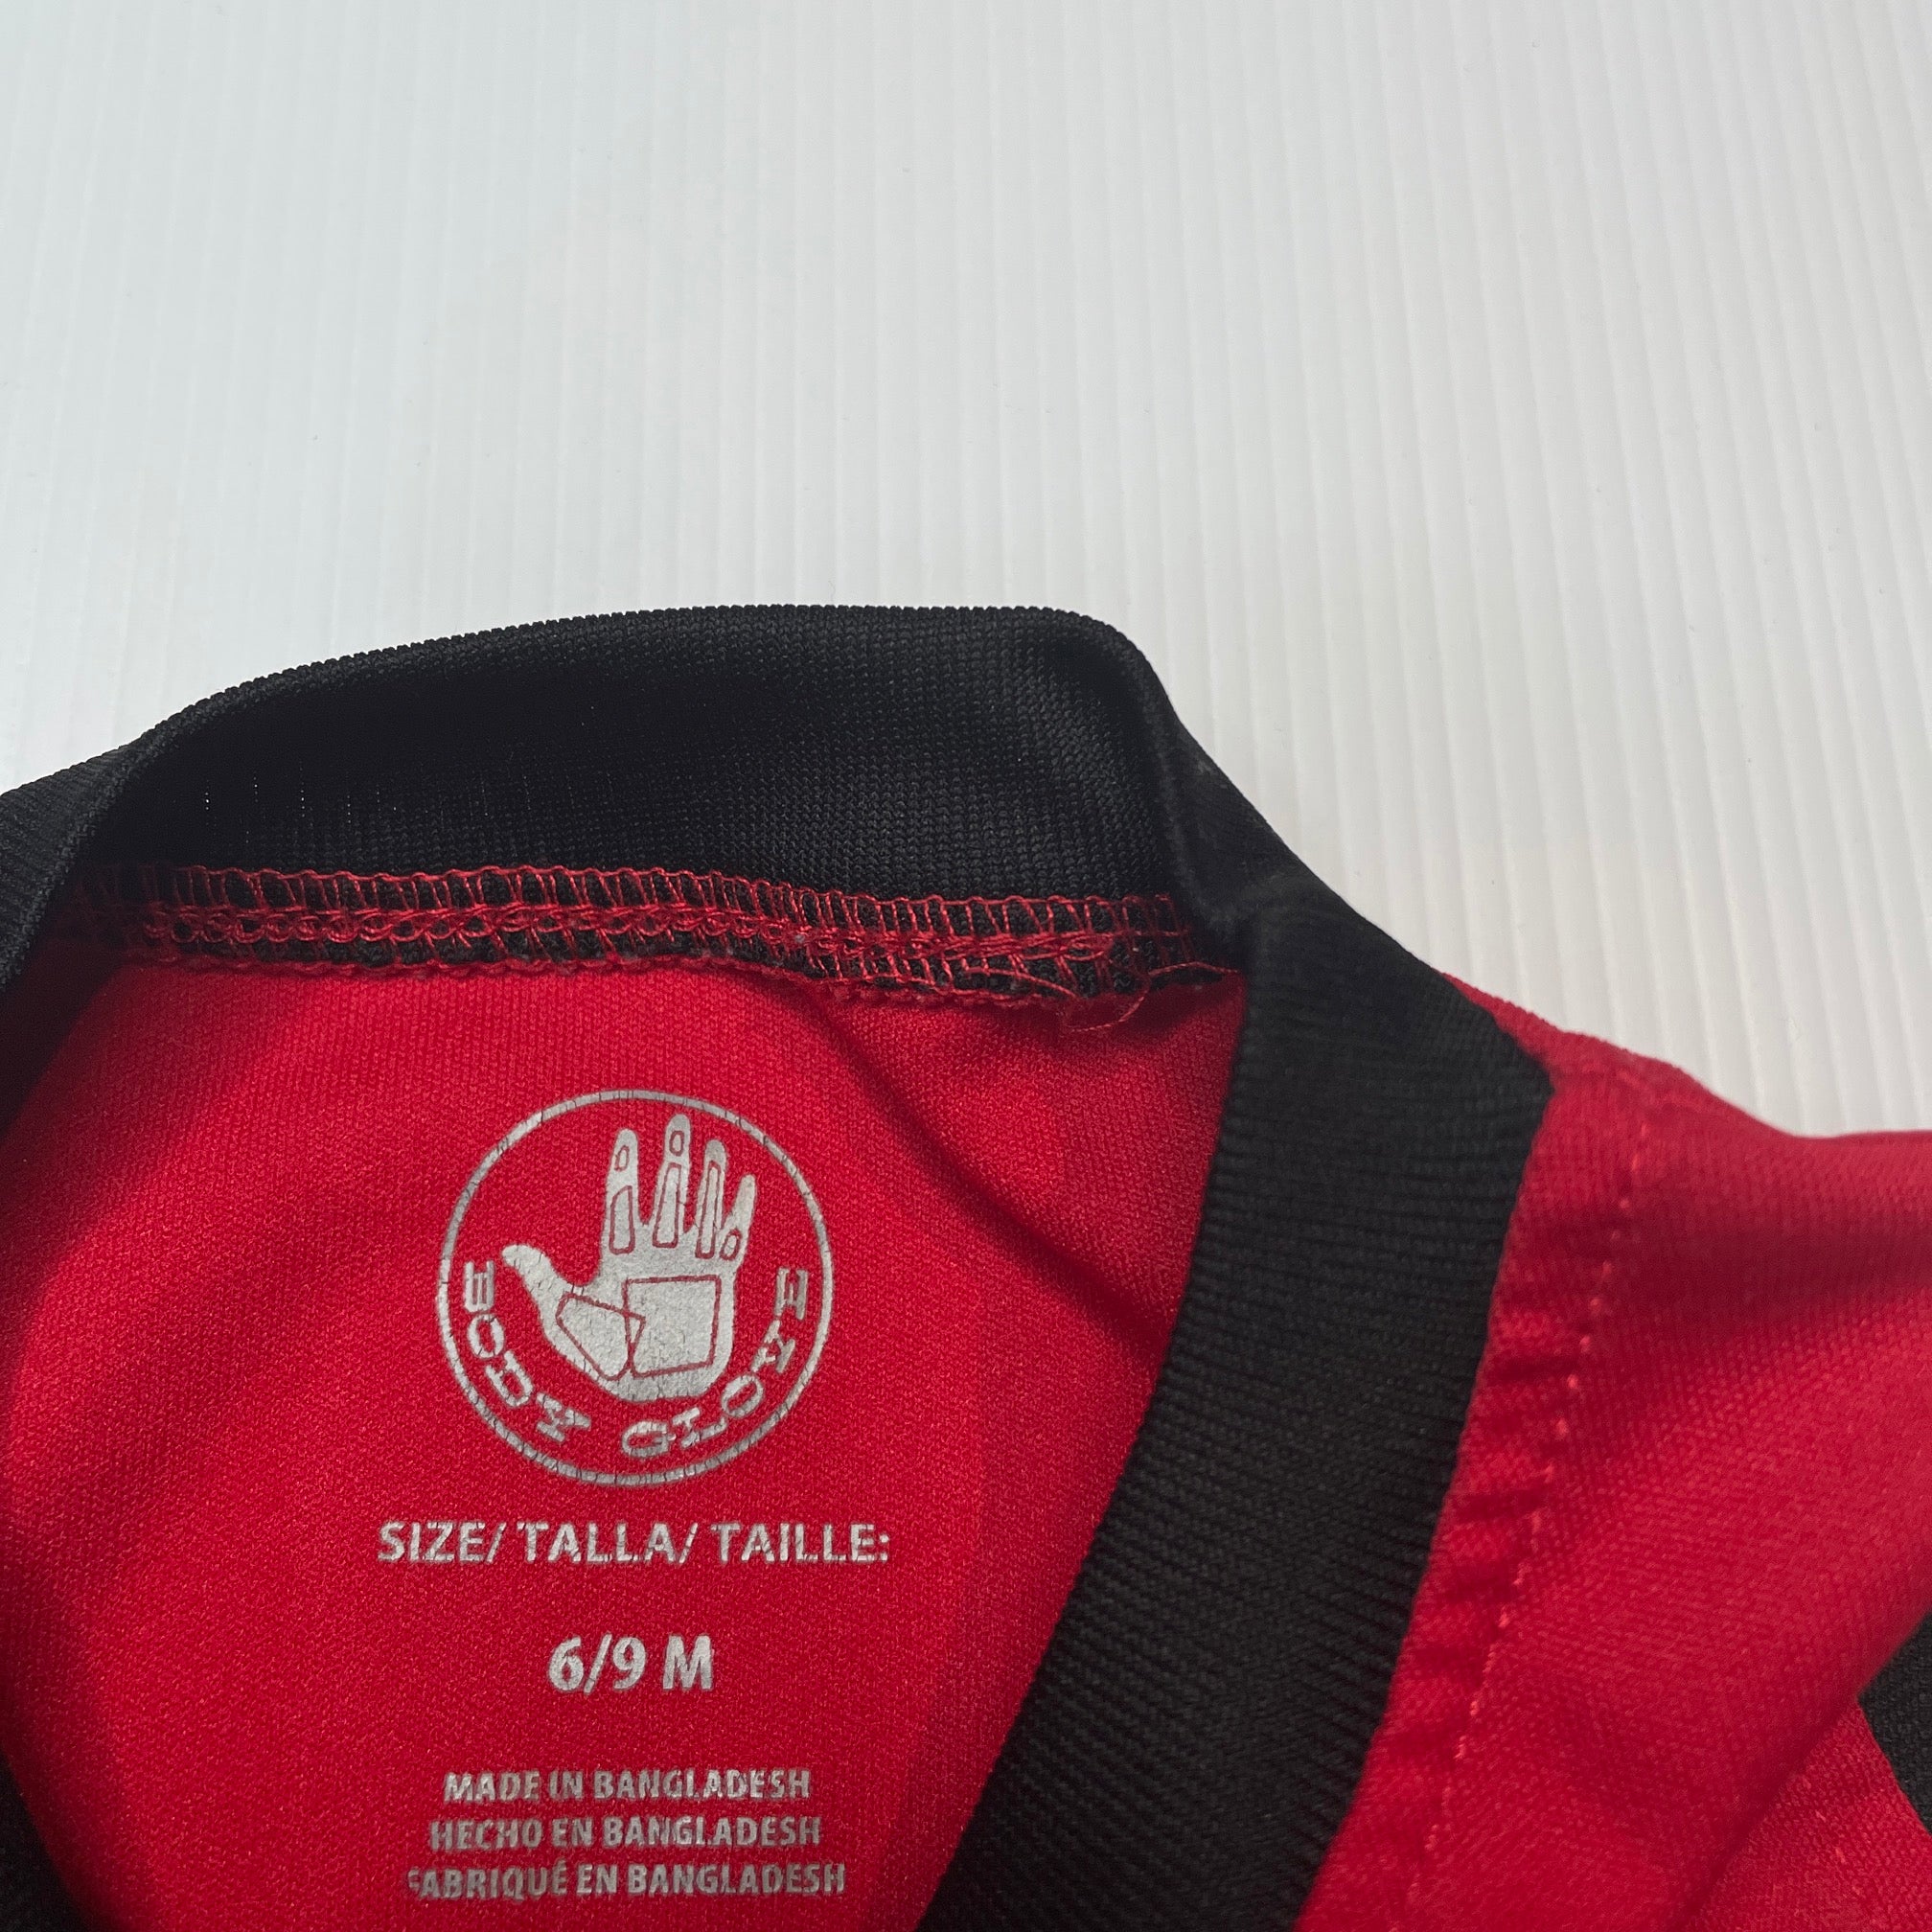 BODY GLOVE
SIZE/ TALLA/ TAILLE:
6/9 M
MADE IN BANGLADESH
HECHO EN BANGLADESH
FABRIQUÉ EN BANGLADESH